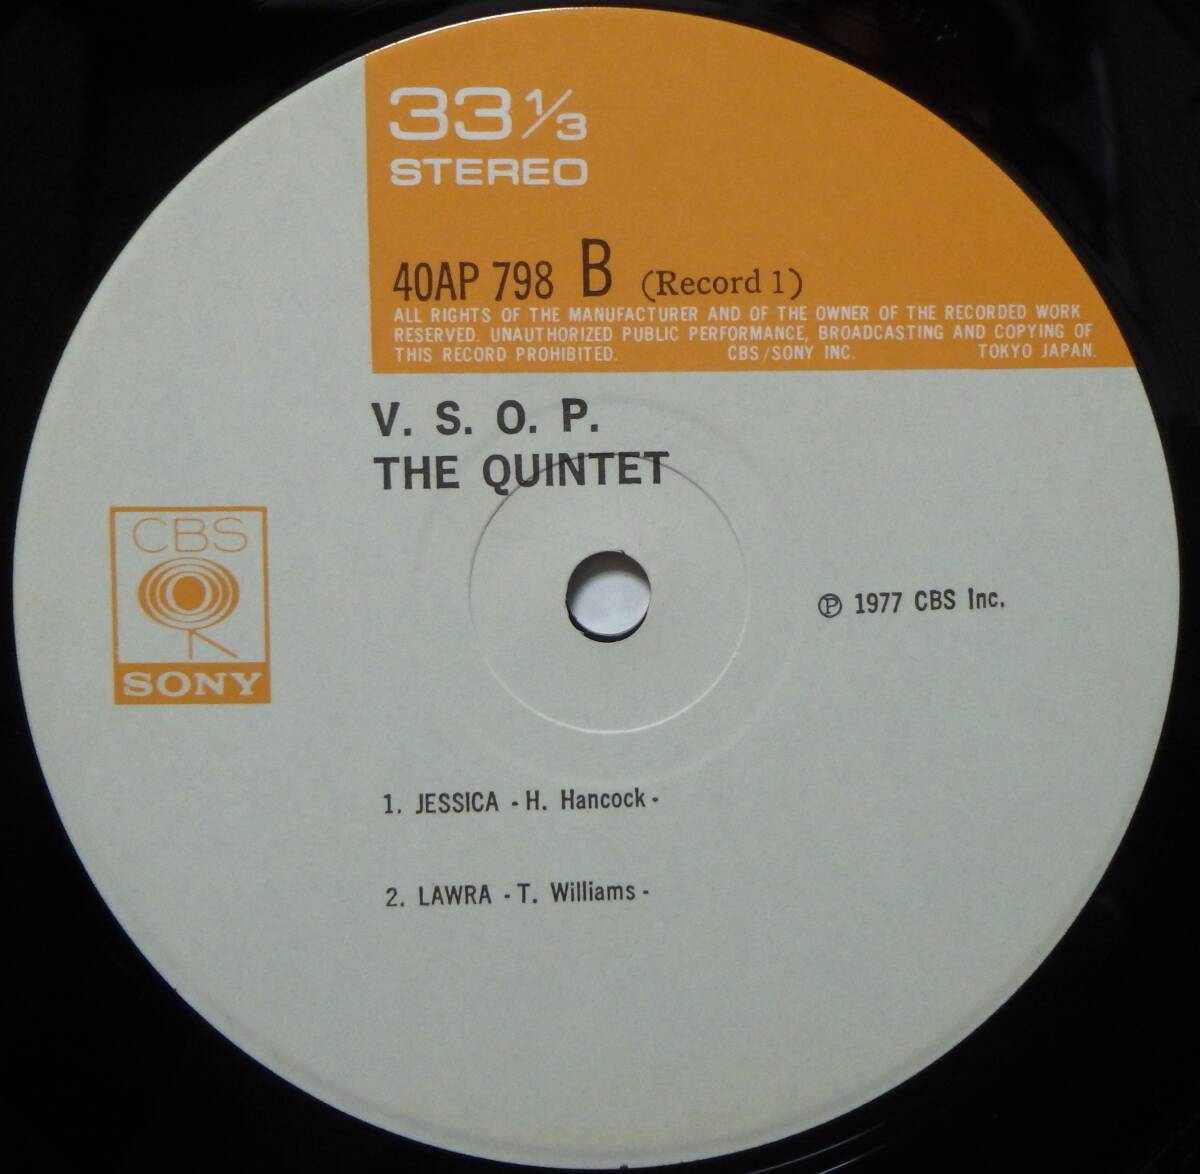 33 1/3
STEREO
40AP 798 B (Record 1)
ALL RIGHTS OF THE MANUFACTURER AND OF THE OWNER OF THE RECORDED WORK
RESERVED. UNAUTHORIZED PUBLIC PERFORMANCE, BROADCASTING AND COPYING OF
THIS RECORD PROHIBITED. CBS/SONY INC. TOKYO JAPAN.
V. S. O. P.
THE QUINTET
CBS
SONY
℗ 1977 CBS Inc.
1. JESSICA - H. Hancock -
2. LAWRA - T. Williams -